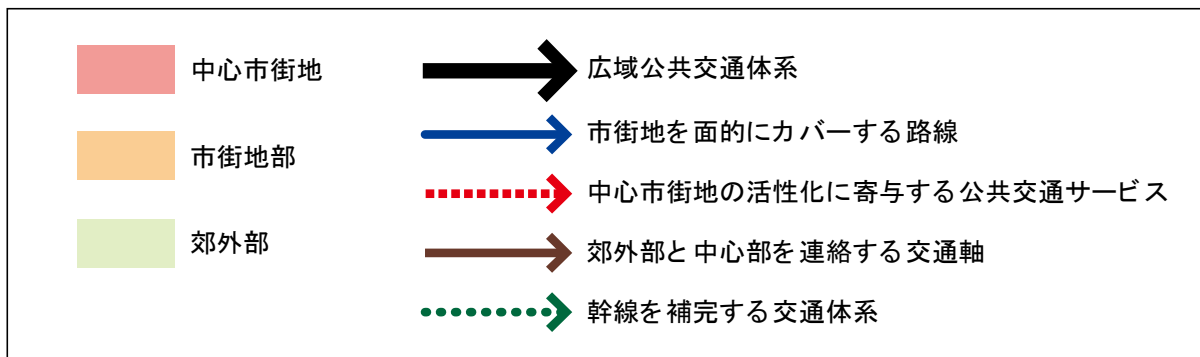 中心市街地
市街地部
郊外部
広域公共交通体系
市街地を面的にカバーする路線
中心市街地の活性化に寄与する公共交通サービス
郊外部と中心部を連絡する交通軸
幹線を補完する交通体系